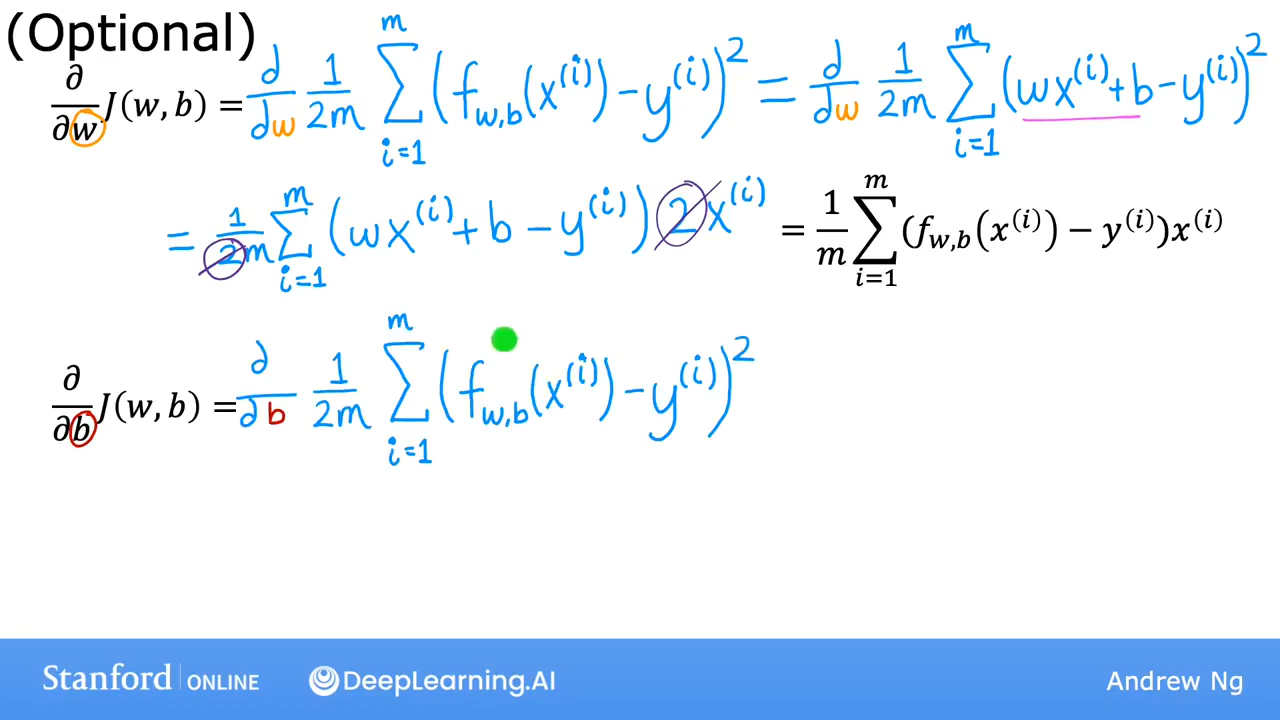 (Optional)
∂/∂w J(w, b) = d/dw 1/2m Σ_{i=1}^{m} (f_{w,b}(x^{(i)}) − y^{(i)})^2 = d/dw 1/2m Σ_{i=1}^{m} (wx^{(i)} + b − y^{(i)})^2
= 1/2m Σ_{i=1}^{m} (wx^{(i)} + b − y^{(i)}) 2x^{(i)} = 1/m Σ_{i=1}^{m} (f_{w,b}(x^{(i)}) − y^{(i)})x^{(i)}
∂/∂b J(w, b) = ∂/∂b 1/2m Σ_{i=1}^{m} (f_{w,b}(x^{(i)}) − y^{(i)})^2
Stanford | ONLINE DeepLearning.AI Andrew Ng